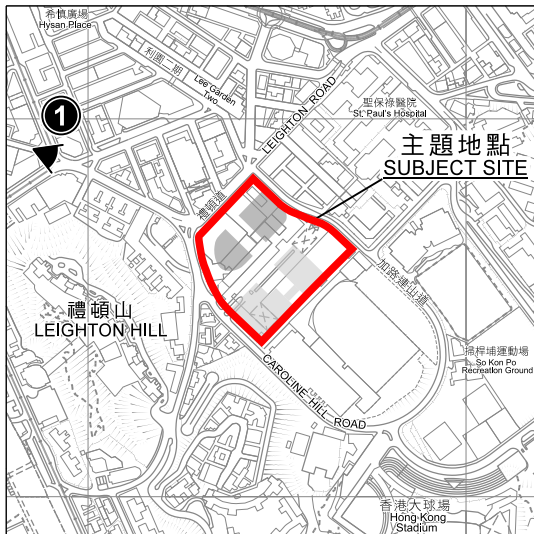 希慎廣場
Hysan Place
利園二期
Lee Garden
Two
LEIGHTON ROAD
聖保祿醫院
St. Paul's Hospital
1
主題地點
SUBJECT SITE
禮頓道
加路連山道
禮頓山
LEIGHTON HILL
掃桿埔運動場
So Kon Po
Recreation Ground
CAROLINE HILL ROAD
香港大球場
Hong Kong
Stadium